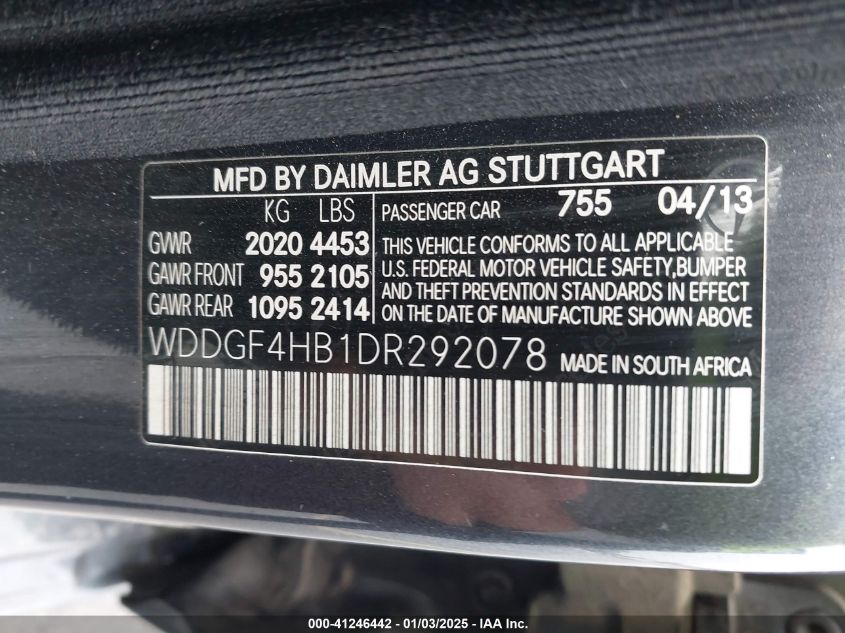 MFD BY DAIMLER AG STUTTGART
KG LBS
GVWR 2020 4453
GAWR FRONT 955 2105
GAWR REAR 1095 2414
PASSENGER CAR 755 04/13
THIS VEHICLE CONFORMS TO ALL APPLICABLE
U.S. FEDERAL MOTOR VEHICLE SAFETY,BUMPER
AND THEFT PREVENTION STANDARDS IN EFFECT
ON THE DATE OF MANUFACTURE SHOWN ABOVE
WDDGF4HB1DR292078 MADE IN SOUTH AFRICA
000-41246442 - 01/03/2025 - IAA Inc.